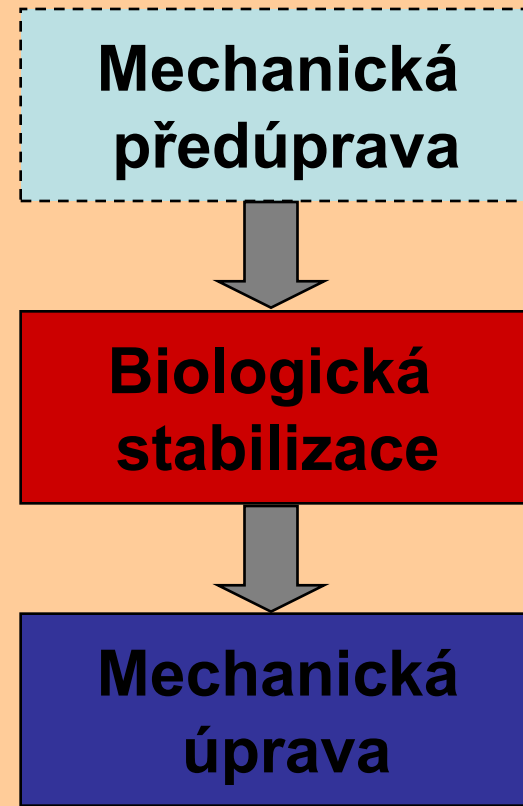 Mechanická
předúprava
Biologická
stabilizace
Mechanická
úprava